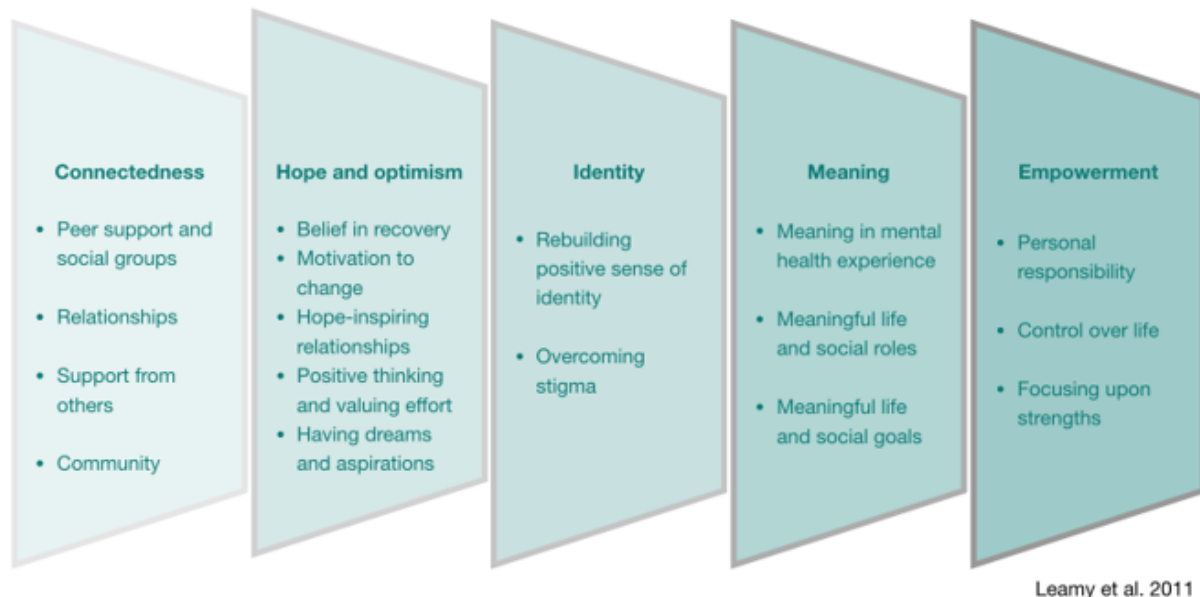 Connectedness
• Peer support and
social groups
• Relationships
• Support from
others
• Community
Hope and optimism
• Belief in recovery
• Motivation to
change
• Hope-inspiring
relationships
• Positive thinking
and valuing effort
• Having dreams
and aspirations
Identity
• Rebuilding
positive sense of
identity
• Overcoming
stigma
Meaning
• Meaning in mental
health experience
• Meaningful life
and social roles
• Meaningful life
and social goals
Empowerment
• Personal
responsibility
• Control over life
• Focusing upon
strengths
Leamy et al. 2011